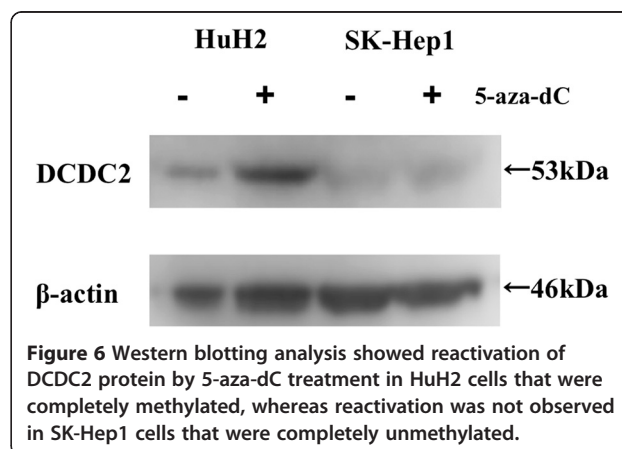 HuH2 SK-Hep1
- + - + 5-aza-dC
DCDC2 ←53kDa
β-actin ←46kDa
Figure 6 Western blotting analysis showed reactivation of
DCDC2 protein by 5-aza-dC treatment in HuH2 cells that were
completely methylated, whereas reactivation was not observed
in SK-Hep1 cells that were completely unmethylated.